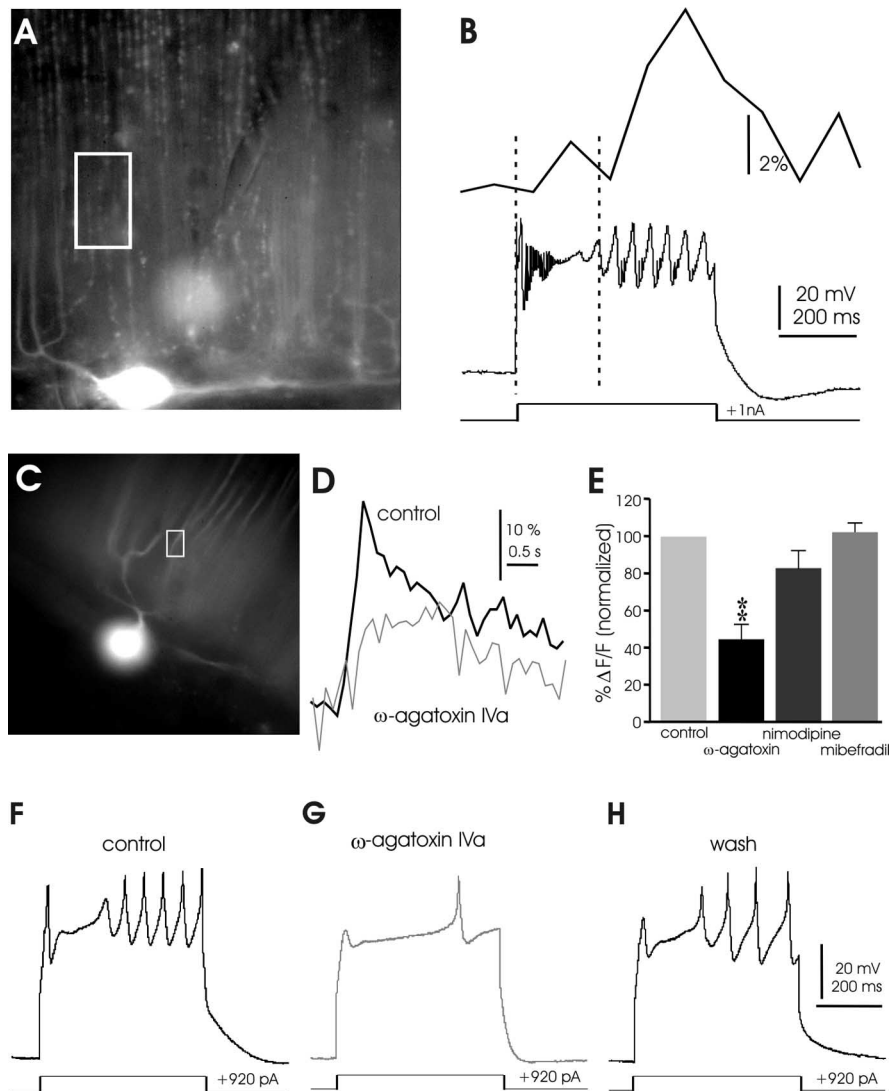 A
B
2%
20 mV
200 ms
+1nA
C
D
control
10 %
0.5 s
ω-agatoxin IVa
E
% Δ F/F (normalized)
120
100
80
60
40
20
0
**
control
ω-agatoxin
nimodipine
mibefradil
F
control
+920 pA
G
ω-agatoxin IVa
+920 pA
H
wash
20 mV
200 ms
+920 pA